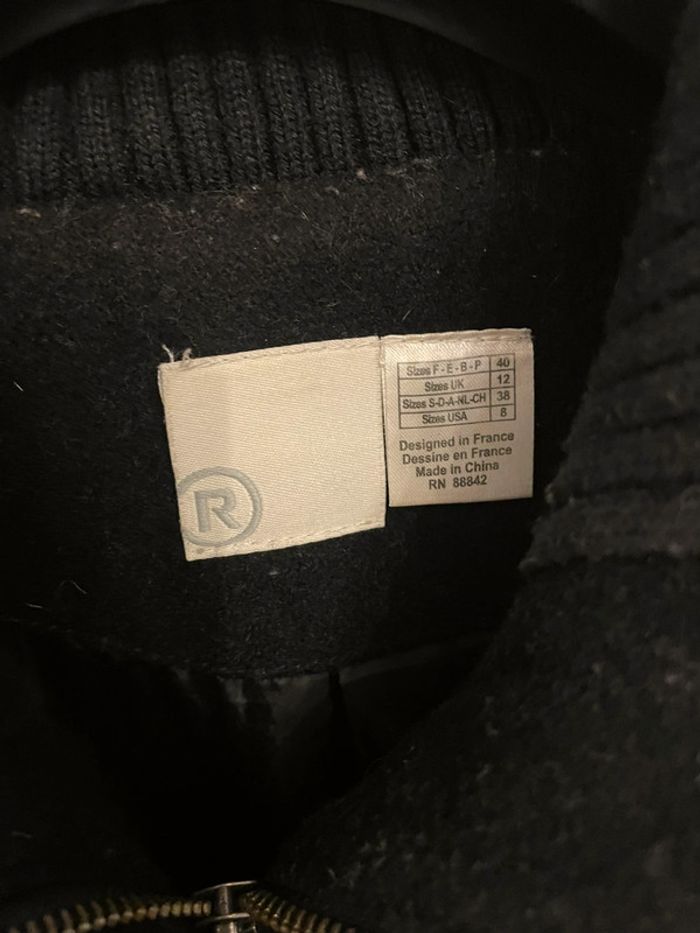 R
Sizes F-E-B-P 40
Sizes UK 12
Sizes S-D-A-NL-CH 38
Sizes USA 8
Designed in France
Dessine en France
Made in China
RN 88842